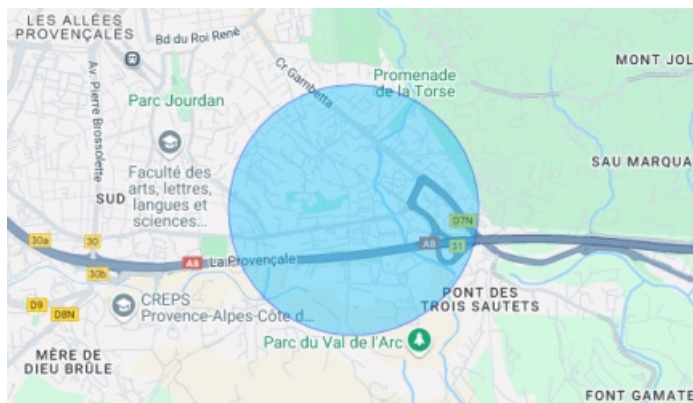 LES ALLÉES
PROVENÇALES
Bd du Roi René
Av. Pierre Brossolette
Cr Gambetta
Promenade
de la Torse
MONT JOL
Parc Jourdan
Faculté des
arts, lettres,
langues et
sciences...
SUD
SAU MARQUA
D7N
30a
30
A8
31
A8
La Provençale
30b
D9
D8N
CREPS
Provence-Alpes-Côte d...
PONT DES
TROIS SAUTETS
Parc du Val de l'Arc
MÈRE DE
DIEU BRÛLE
FONT GAMATE